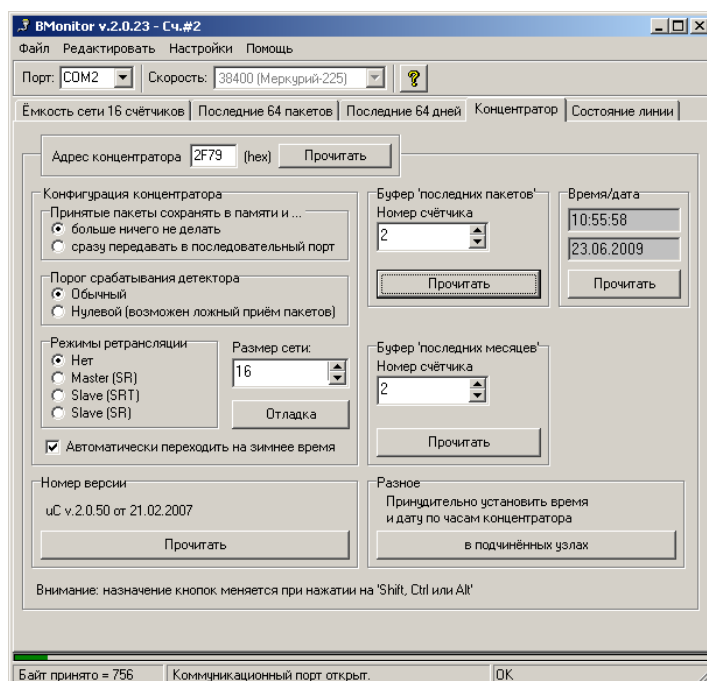 BMonitor v.2.0.23 - Сч.#2
Файл Редактировать Настройки Помощь
Порт: COM2 Скорость: 38400 (Меркурий-225)
Ёмкость сети 16 счётчиков Последние 64 пакетов Последние 64 дней Концентратор Состояние линии
Адрес концентратора 2F79 (hex) Прочитать
Конфигурация концентратора
Принятые пакеты сохранять в памяти и ...
больше ничего не делать
сразу передавать в последовательный порт
Порог срабатывания детектора
Обычный
Нулевой (возможен ложный приём пакетов)
Режимы ретрансляции
Нет
Master (SR)
Slave (SRT)
Slave (SR)
Размер сети:
16
Отладка
Автоматически переходить на зимнее время
Буфер 'последних пакетов'
Номер счётчика
2
Прочитать
Время/дата
10:55:58
23.06.2009
Прочитать
Буфер 'последних месяцев'
Номер счётчика
2
Прочитать
Номер версии
uC v.2.0.50 от 21.02.2007
Прочитать
Разное
Принудительно установить время
и дату по часам концентратора
в подчинённых узлах
Внимание: назначение кнопок меняется при нажатии на 'Shift, Ctrl или Alt'
Байт принято = 756 Коммуникационный порт открыт. OK